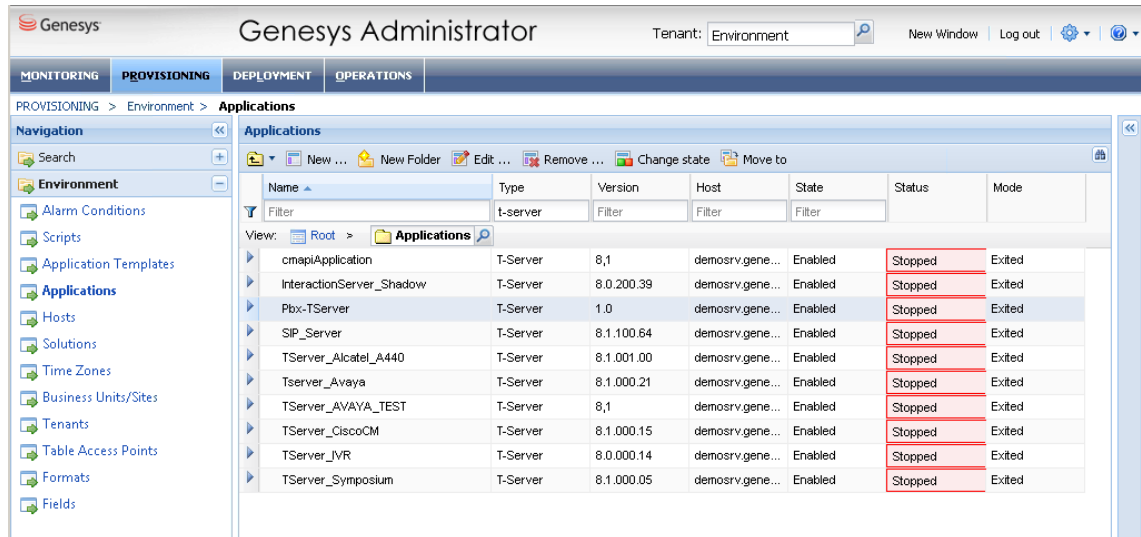 Genesys
Genesys Administrator
Tenant: Environment
New Window | Log out
MONITORING PROVISIONING DEPLOYMENT OPERATIONS
PROVISIONING > Environment > Applications
Navigation
Applications
Search
New ... New Folder Edit ... Remove ... Change state Move to
Environment
Name Type Version Host State Status Mode
Alarm Conditions
Filter t-server Filter Filter Filter
Scripts
View: Root > Applications
Application Templates
Applications
Hosts
Solutions
Time Zones
Business Units/Sites
Tenants
Table Access Points
Formats
Fields
cmapiApplication T-Server 8,1 demosrv.gene... Enabled Stopped Exited
InteractionServer_Shadow T-Server 8.0.200.39 demosrv.gene... Enabled Stopped Exited
Pbx-TServer T-Server 1.0 demosrv.gene... Enabled Stopped Exited
SIP_Server T-Server 8.1.100.64 demosrv.gene... Enabled Stopped Exited
TServer_Alcatel_A440 T-Server 8.1.001.00 demosrv.gene... Enabled Stopped Exited
Tserver_Avaya T-Server 8.1.000.21 demosrv.gene... Enabled Stopped Exited
TServer_AVAYA_TEST T-Server 8,1 demosrv.gene... Enabled Stopped Exited
TServer_CiscoCM T-Server 8.1.000.15 demosrv.gene... Enabled Stopped Exited
TServer_IVR T-Server 8.0.000.14 demosrv.gene... Enabled Stopped Exited
TServer_Symposium T-Server 8.1.000.05 demosrv.gene... Enabled Stopped Exited